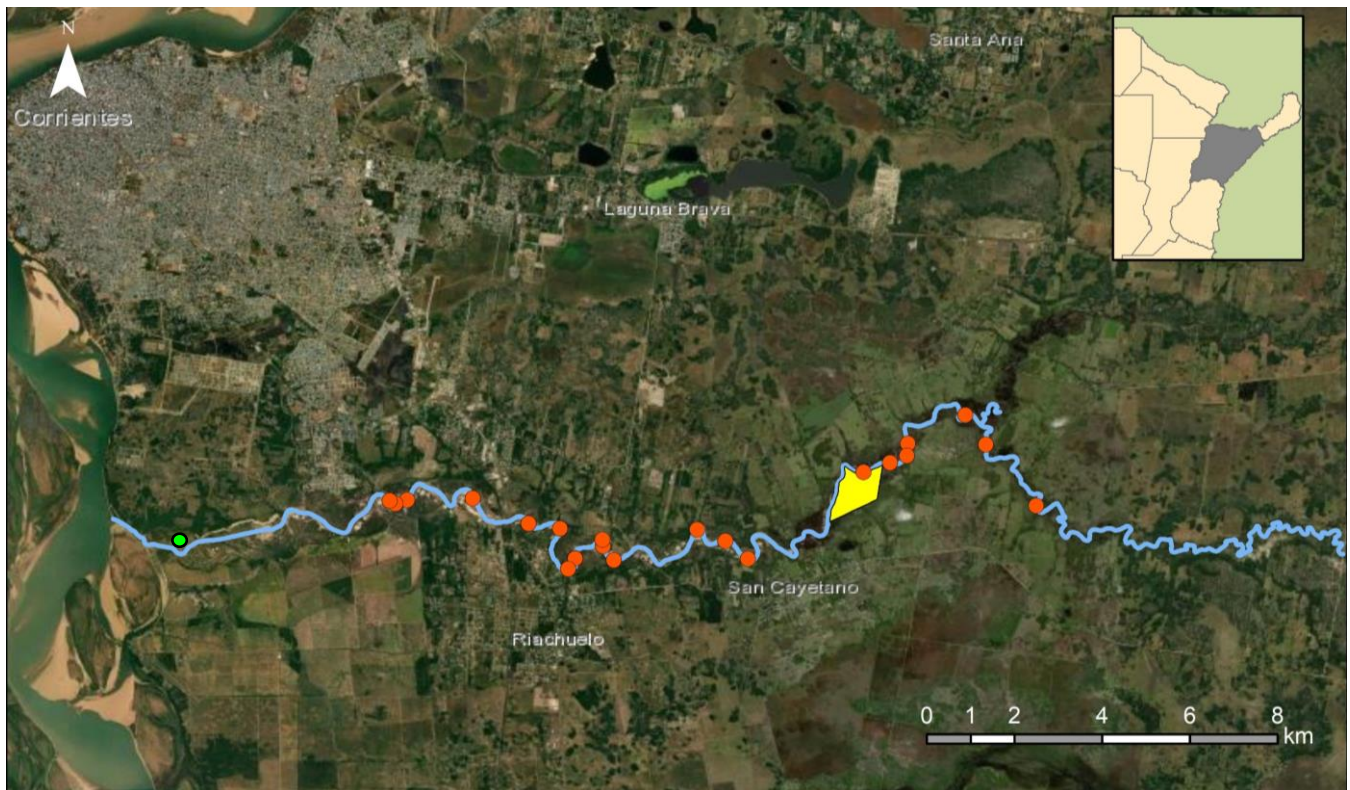 N
Santa Ana
Corrientes
Laguna Brava
San Cayetano
Riachuelo
0 1 2 4 6 8
km